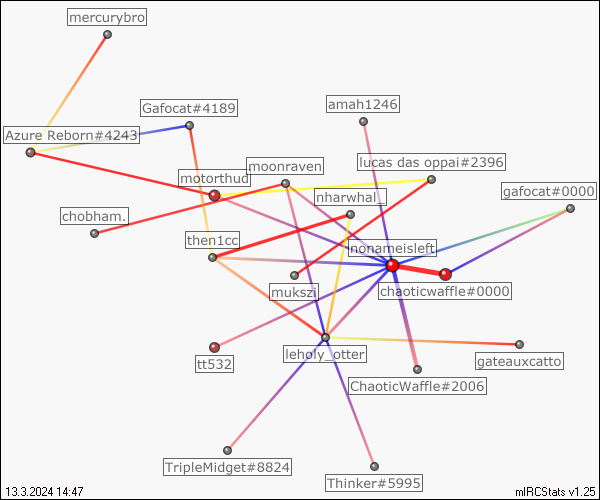 mercurybro
amah1246
Gafocat#4189
Azure Reborn#4243
lucas das oppai#2396
moonraven
motorthud
gafocat#0000
nharwhal_
chobham.
then1cc
nonameisleft
mukszi
chaoticwaffle#0000
leholy_otter
tt532
gateauxcatto
ChaoticWaffle#2006
TripleMidget#8824
Thinker#5995
13.3.2024 14:47
mIRCStats v1.25